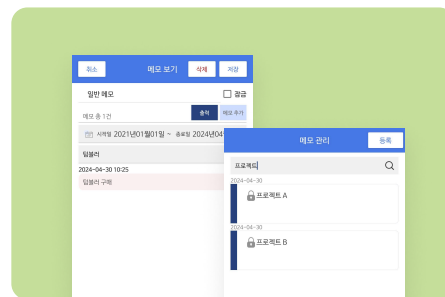 취소 메모 보기 삭제 저장
일반 메모 잠금
메모 총 1건 출력 메모 추가
시작일 2021년01월01일 ~ 종료일 2024년04
텀블러
2024-04-30 10:25
텀블러 구매
메모 관리 등록
프로젝트
2024-04-30
프로젝트 A
2024-04-30
프로젝트 B